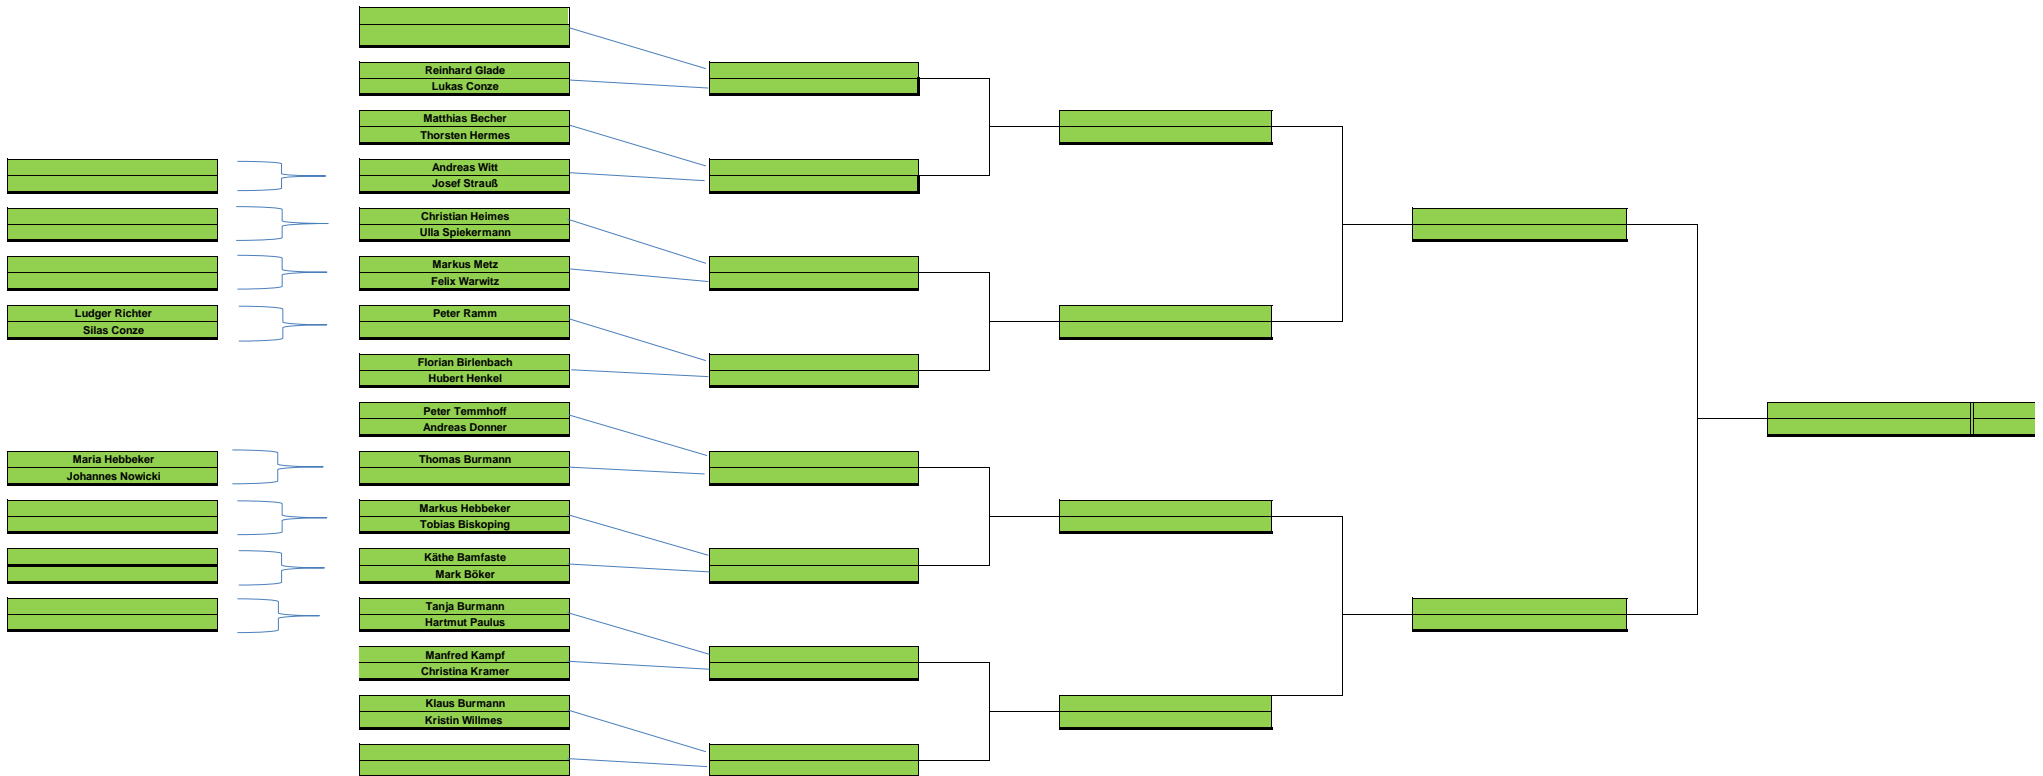 Reinhard Glade
Lukas Conze
Matthias Becher
Thorsten Hermes
Andreas Witt
Josef Strauß
Christian Heimes
Ulla Spiekermann
Markus Metz
Felix Warwitz
Ludger Richter
Silas Conze
Peter Ramm
Florian Birlenbach
Hubert Henkel
Peter Temmhoff
Andreas Donner
Maria Hebbeker
Johannes Nowicki
Thomas Burmann
Markus Hebbeker
Tobias Biskoping
Käthe Bamfaste
Mark Böker
Tanja Burmann
Hartmut Paulus
Manfred Kampf
Christina Kramer
Klaus Burmann
Kristin Willmes